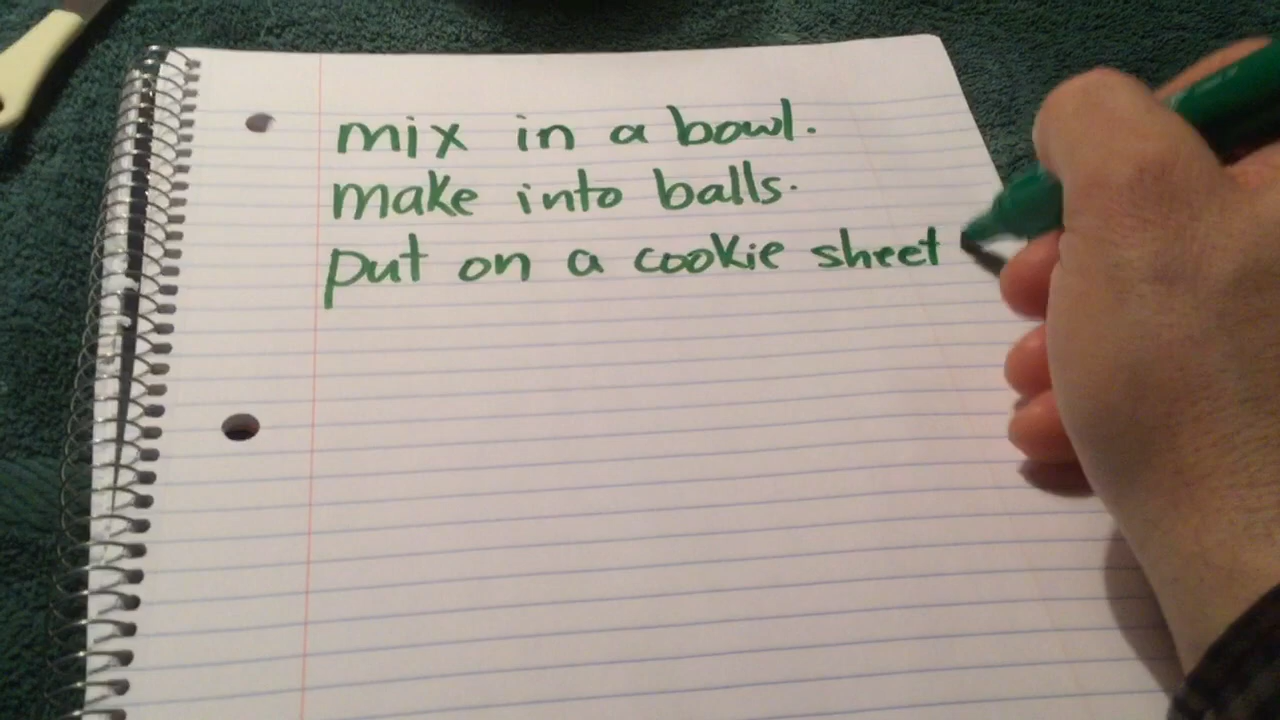 mix in a bowl.
make into balls.
put on a cookie sheet